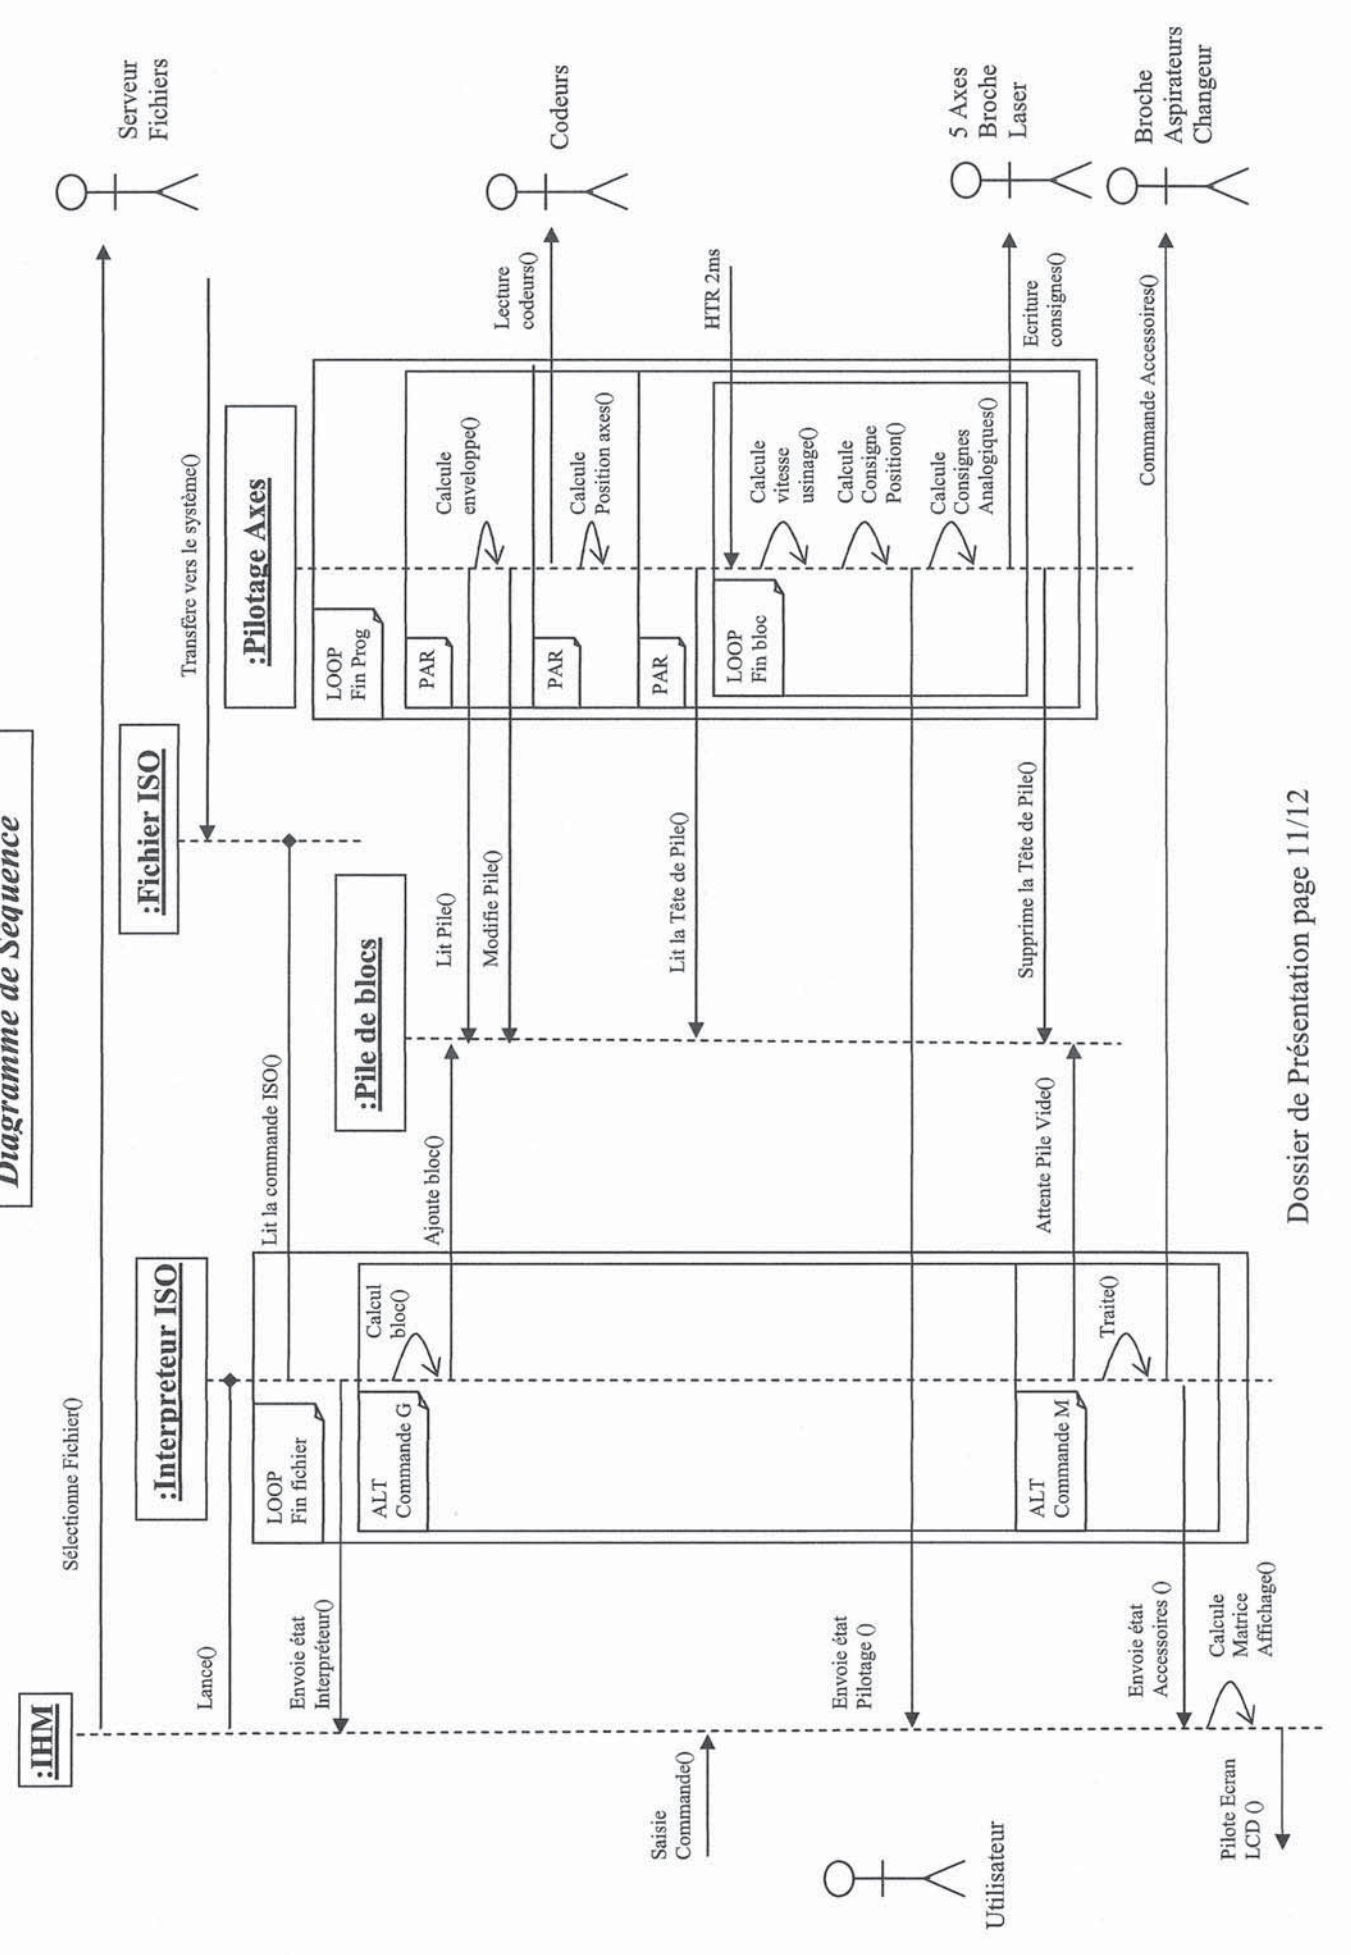 Diagramme de Séquence
:IHM
:Interpreteur ISO
:Fichier ISO
:Pile de blocs
:Pilotage Axes
Serveur
Fichiers
Codeurs
5 Axes
Broche
Laser
Broche
Aspirateurs
Changeur
Utilisateur
Sélectionne Fichier()
Transfère vers le système()
Lance()
Lit la commande ISO()
Envoie état
Interpréteur()
LOOP
Fin fichier
ALT
Commande G
Calcul
bloc()
Ajoute bloc()
LOOP
Fin Prog
PAR
Lit Pile()
Calcule
enveloppe()
Modifie Pile()
PAR
Lecture
codeurs()
Calcule
Position axes()
PAR
Lit la Tête de Pile()
Saisie
Commande()
HTR 2ms
LOOP
Fin bloc
Calcule
vitesse
usinage()
Calcule
Consigne
Position()
Envoie état
Pilotage ()
Calcule
Consignes
Analogiques()
Ecriture
consignes()
Supprime la Tête de Pile()
ALT
Commande M
Attente Pile Vide()
Traite()
Commande Accessoires()
Envoie état
Accessoires ()
Calcule
Matrice
Affichage()
Pilote Ecran
LCD ()
Dossier de Présentation page 11/12